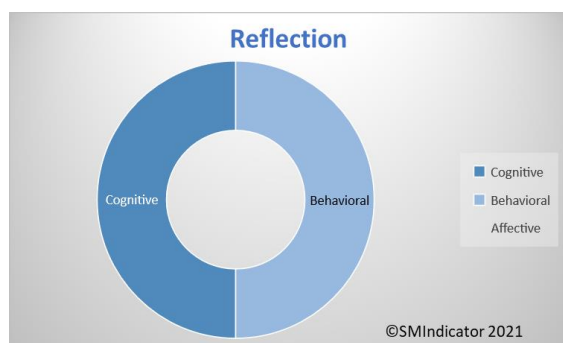 Reflection
Cognitive
Behavioral
Cognitive
Behavioral
Affective
©SMIndicator 2021